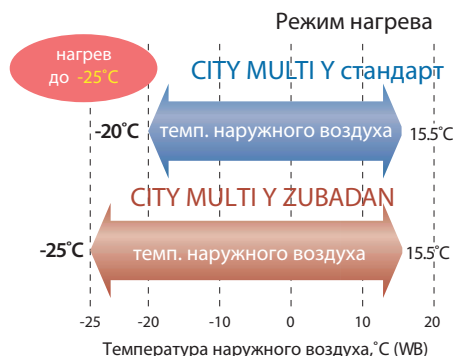 Режим нагрева
нагрев
до -25˚C
CITY MULTI Y стандарт
-20˚C темп. наружного воздуха 15.5˚C
CITY MULTI Y ZUBADAN
-25˚C темп. наружного воздуха 15.5˚C
-25 -20 -10 0 10 20
Температура наружного воздуха,˚C (WB)